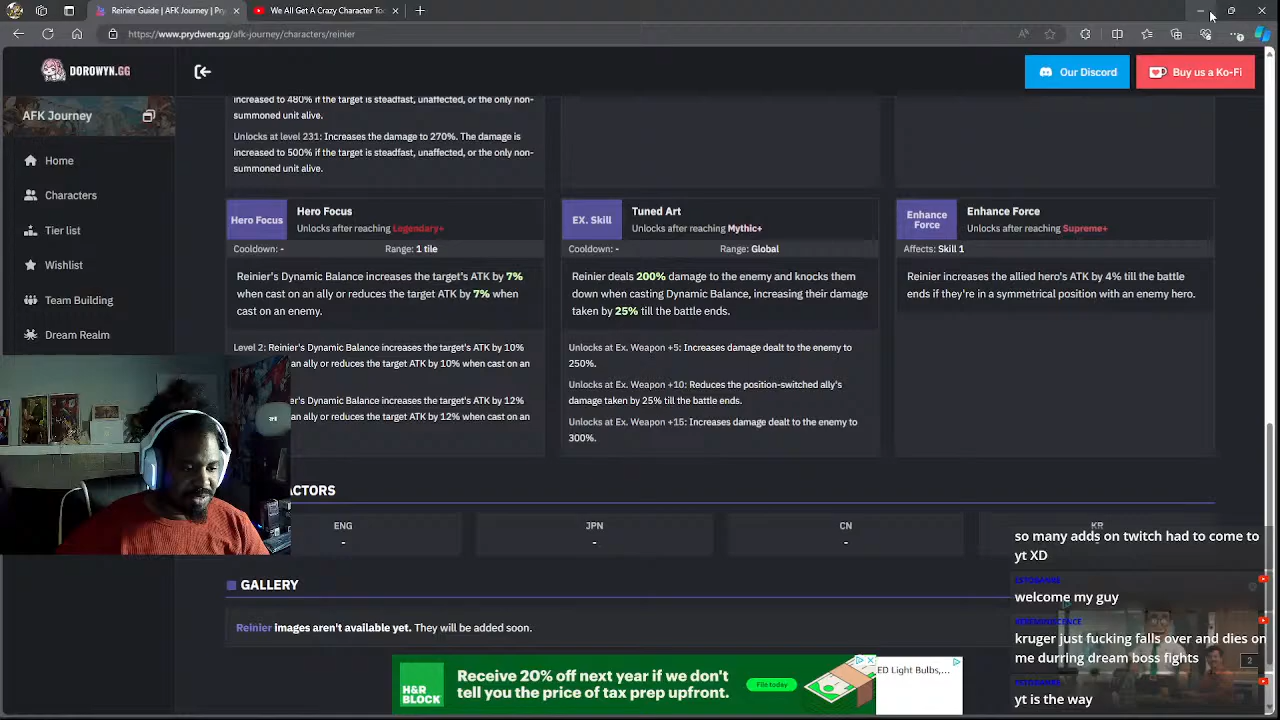 Reinier Guide | AFK Journey | Pry
We All Get A Crazy Character To
https://www.prydwen.gg/afk-journey/characters/reinier
DOROWYN.GG
Our Discord
Buy us a Ko-Fi
AFK Journey
Home
Characters
Tier list
Wishlist
Team Building
Dream Realm
increased to 480% if the target is steadfast, unaffected, or the only non-
summoned unit alive.
Unlocks at level 231: Increases the damage to 270%. The damage is
increased to 500% if the target is steadfast, unaffected, or the only non-
summoned unit alive.
Hero Focus
Hero Focus
Unlocks after reaching Legendary+
Cooldown: -
Range: 1 tile
Reinier's Dynamic Balance increases the target's ATK by 7%
when cast on an ally or reduces the target ATK by 7% when
cast on an enemy.
Level 2: Reinier's Dynamic Balance increases the target's ATK by 10%
an ally or reduces the target ATK by 10% when cast on an
r's Dynamic Balance increases the target's ATK by 12%
an ally or reduces the target ATK by 12% when cast on an
EX. Skill
Tuned Art
Unlocks after reaching Mythic+
Cooldown: -
Range: Global
Reinier deals 200% damage to the enemy and knocks them
down when casting Dynamic Balance, increasing their damage
taken by 25% till the battle ends.
Unlocks at Ex. Weapon +5: Increases damage dealt to the enemy to
250%.
Unlocks at Ex. Weapon +10: Reduces the position-switched ally's
damage taken by 25% till the battle ends.
Unlocks at Ex. Weapon +15: Increases damage dealt to the enemy to
300%.
Enhance
Force
Enhance Force
Unlocks after reaching Supreme+
Affects: Skill 1
Reinier increases the allied hero's ATK by 4% till the battle
ends if they're in a symmetrical position with an enemy hero.
ACTORS
ENG
-
JPN
-
CN
-
KR
GALLERY
Reinier images aren't available yet. They will be added soon.
so many adds on twitch had to come to
yt XD
welcome my guy
kruger just fucking falls over and dies on
me durring dream boss fights
2
yt is the way
H&R
BLOCK
Receive 20% off next year if we don't
tell you the price of tax prep upfront.
File today
ED Light Bulbs,...